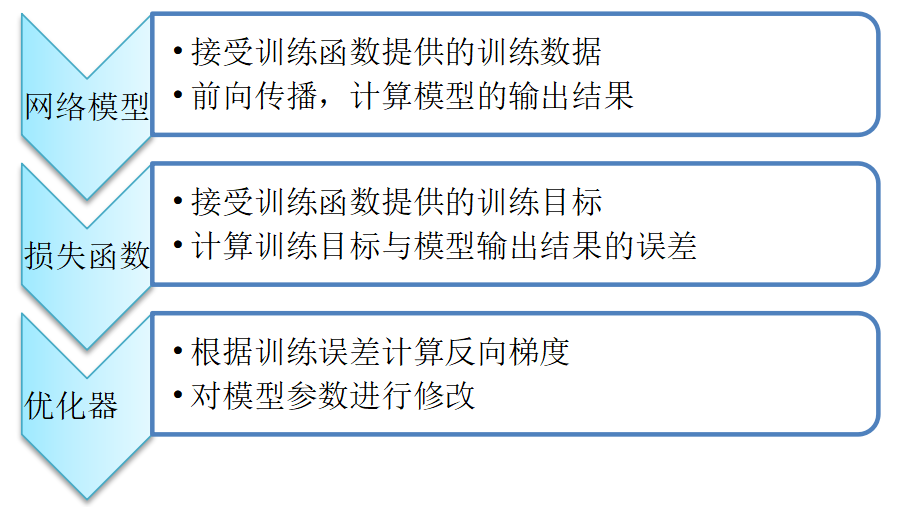 网络模型
• 接受训练函数提供的训练数据
• 前向传播，计算模型的输出结果
损失函数
• 接受训练函数提供的训练目标
• 计算训练目标与模型输出结果的误差
优化器
• 根据训练误差计算反向梯度
• 对模型参数进行修改